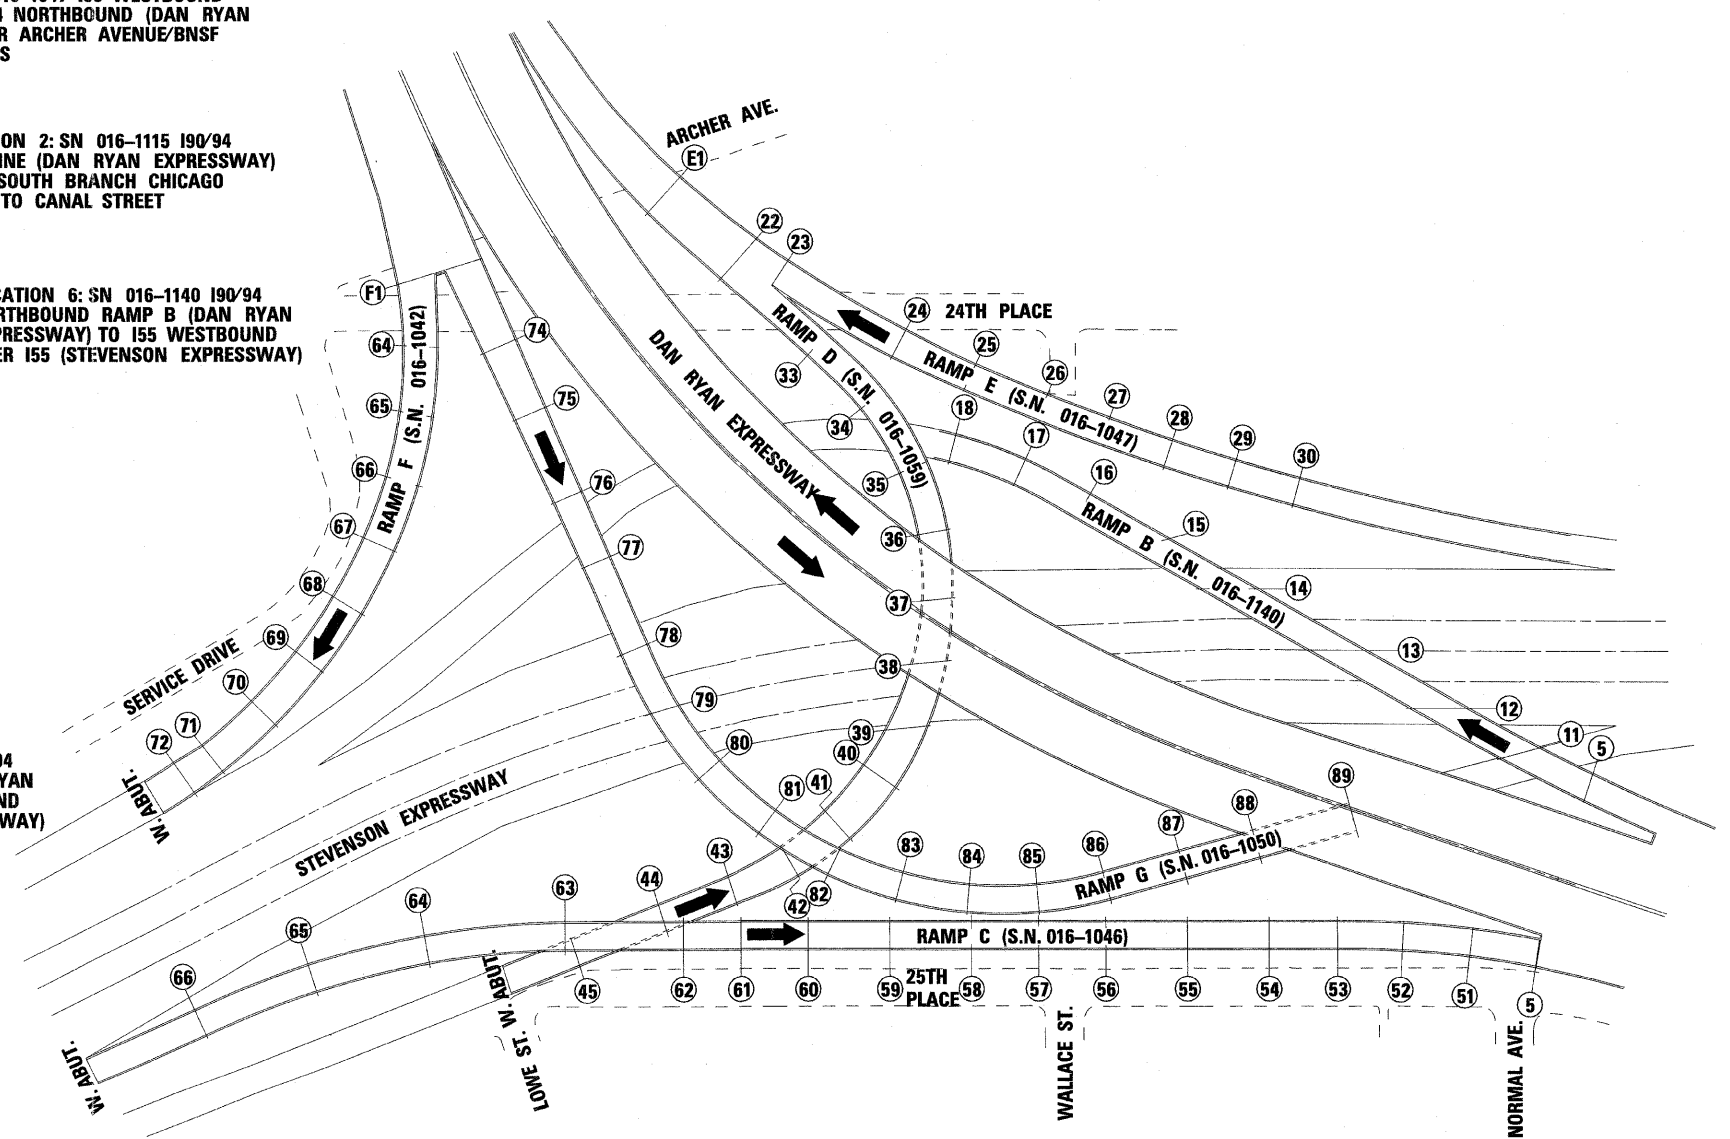 4 NORTHBOUND (DAN RYAN
R ARCHER AVENUE/BNSF
S
ON 2: SN 016-1115 I90/94
INE (DAN RYAN EXPRESSWAY)
SOUTH BRANCH CHICAGO
TO CANAL STREET
CATION 6: SN 016-1140 I90/94
RTHBOUND RAMP B (DAN RYAN
PRESSWAY) TO I55 WESTBOUND
ER I55 (STEVENSON EXPRESSWAY)
94
YAN
ND
WAY)
ARCHER AVE.
E1
22
23
24
24TH PLACE
25
26
27
28
29
30
RAMP E (S.N. 016-1047)
RAMP D (S.N. 016-1059)
33
34
35
36
37
38
39
40
41
42
43
44
45
DAN RYAN EXPRESSWAY
18
17
16
15
14
13
12
11
5
RAMP B (S.N. 016-1140)
F1
64
65
66
67
68
69
70
71
72
RAMP F (S.N. 016-1042)
SERVICE DRIVE
W. ABUT.
74
75
76
77
78
79
80
81
82
83
84
85
86
87
88
89
RAMP G (S.N. 016-1050)
STEVENSON EXPRESSWAY
66
65
64
63
62
61
60
59
58
57
56
55
54
53
52
51
5
RAMP C (S.N. 016-1046)
25TH
PLACE
W. ABUT.
W. ABUT.
LOWE ST.
WALLACE ST.
NORMAL AVE.